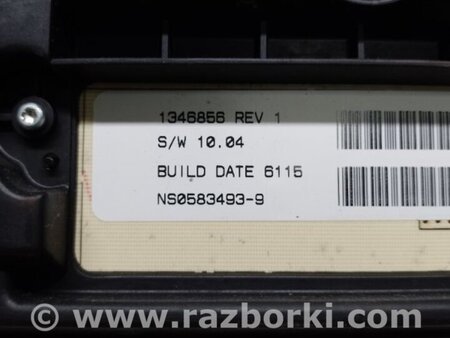 1346856 REV 1
S/W 10.04
BUILD DATE 6115
NS0583493-9
www.razborki.com